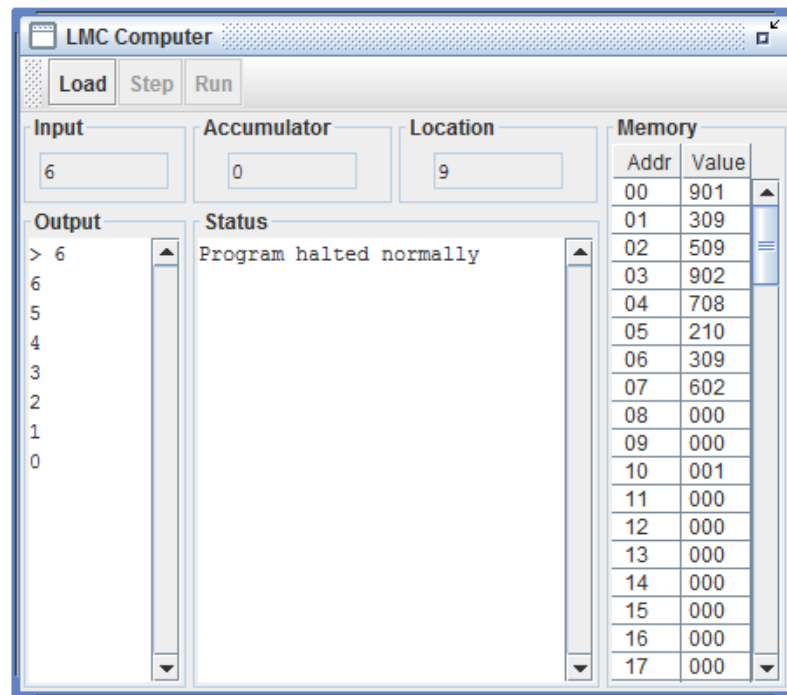 LMC Computer
Load Step Run
Input
6
Accumulator
0
Location
9
Output
> 6
6
5
4
3
2
1
0
Status
Program halted normally
Memory
Addr Value
00 901
01 309
02 509
03 902
04 708
05 210
06 309
07 602
08 000
09 000
10 001
11 000
12 000
13 000
14 000
15 000
16 000
17 000